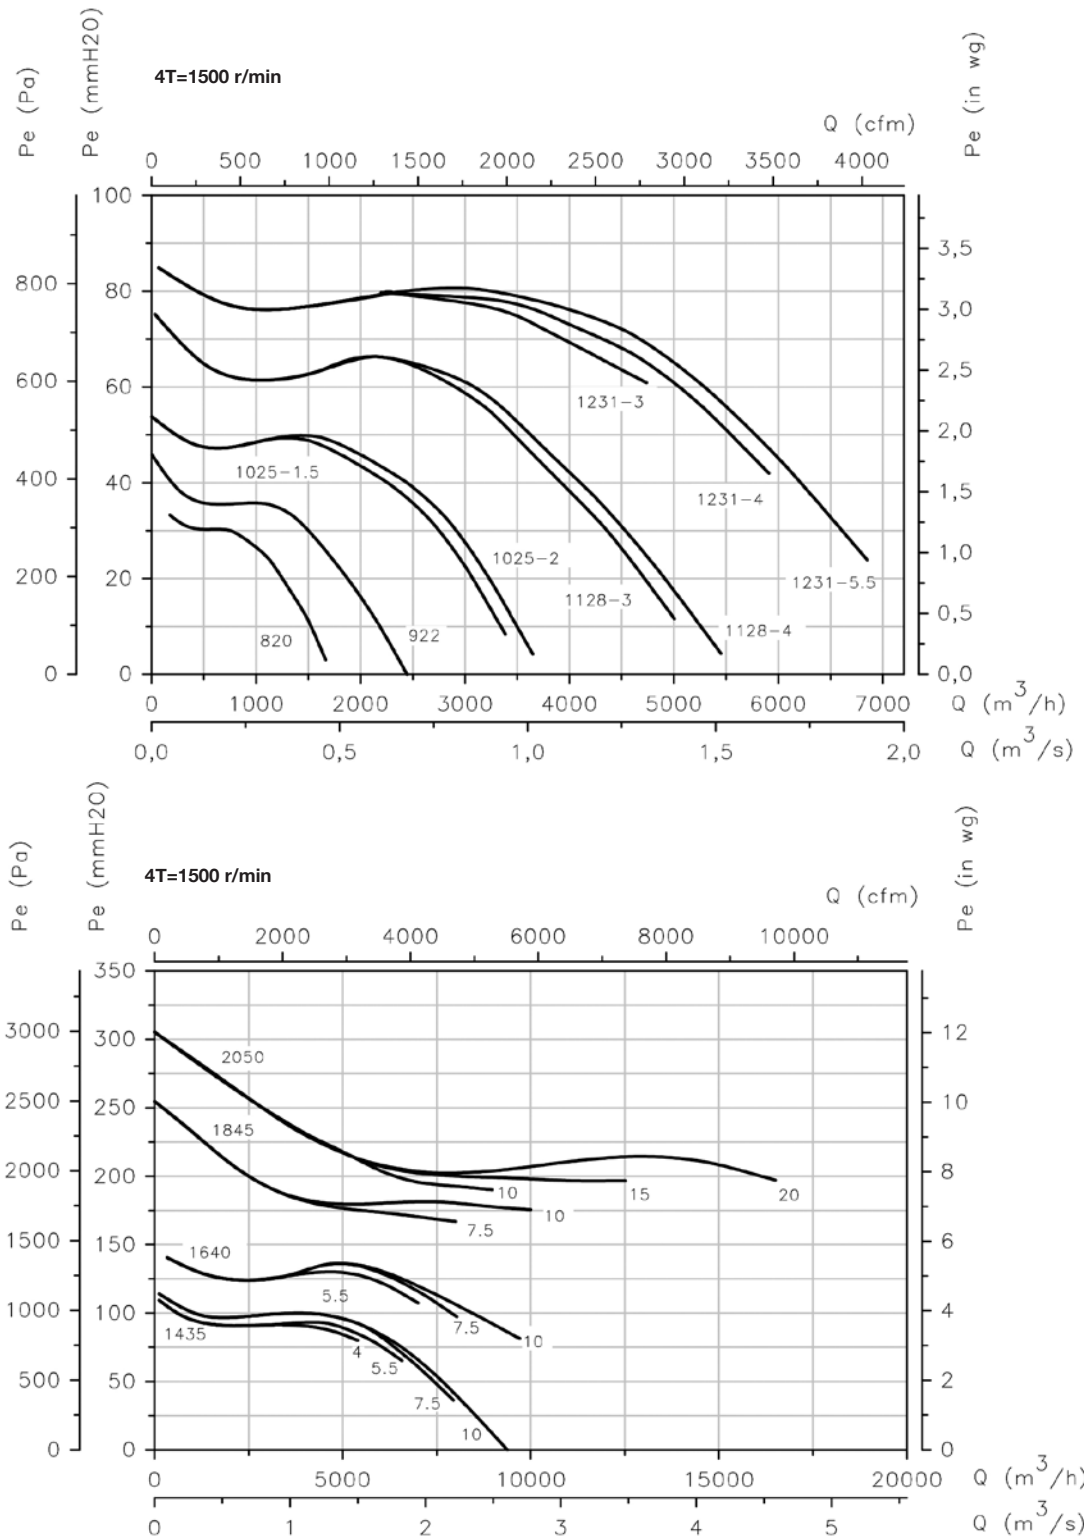 4T=1500 r/min
Pe (Pa)
Pe (mmH20)
Pe (in wg)
Q (cfm)
0 500 1000 1500 2000 2500 3000 3500 4000
100
3,5
800 80 3,0
2,5
600 60
1231-3
2,0
1025-1.5
400 40 1,5
1231-4
1,0
1025-2
200 20 1231-5.5
1128-3
0,5
820 922 1128-4
0 0 0,0
0 1000 2000 3000 4000 5000 6000 7000 Q (m³/h)
0,0 0,5 1,0 1,5 2,0 Q (m³/s)
Pe (Pa)
Pe (mmH20)
Pe (in wg)
4T=1500 r/min
Q (cfm)
0 2000 4000 6000 8000 10000
350
3000 300 12
2050
2500 250 10
1845
2000 200 8
10 15 20
10
7.5
1500 150 6
1640
5.5
1000 100 4
7.5
10
1435
4
5.5
500 50 2
7.5
10
0 0 0
0 5000 10000 15000 20000 Q (m³/h)
0 1 2 3 4 5 Q (m³/s)